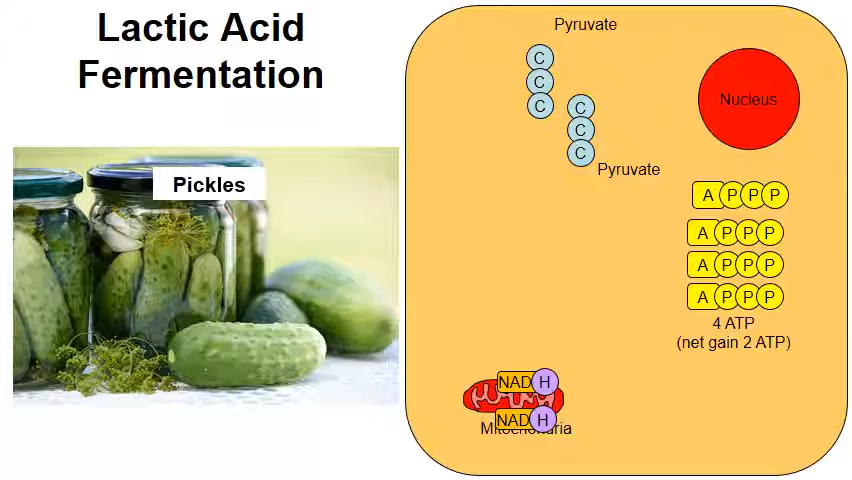 Lactic Acid
Fermentation
Pickles
Pyruvate
C
C
C
C
C
C
Pyruvate
Nucleus
A P P P
A P P P
A P P P
A P P P
4 ATP
(net gain 2 ATP)
NAD H
NAD H
Mitochondria